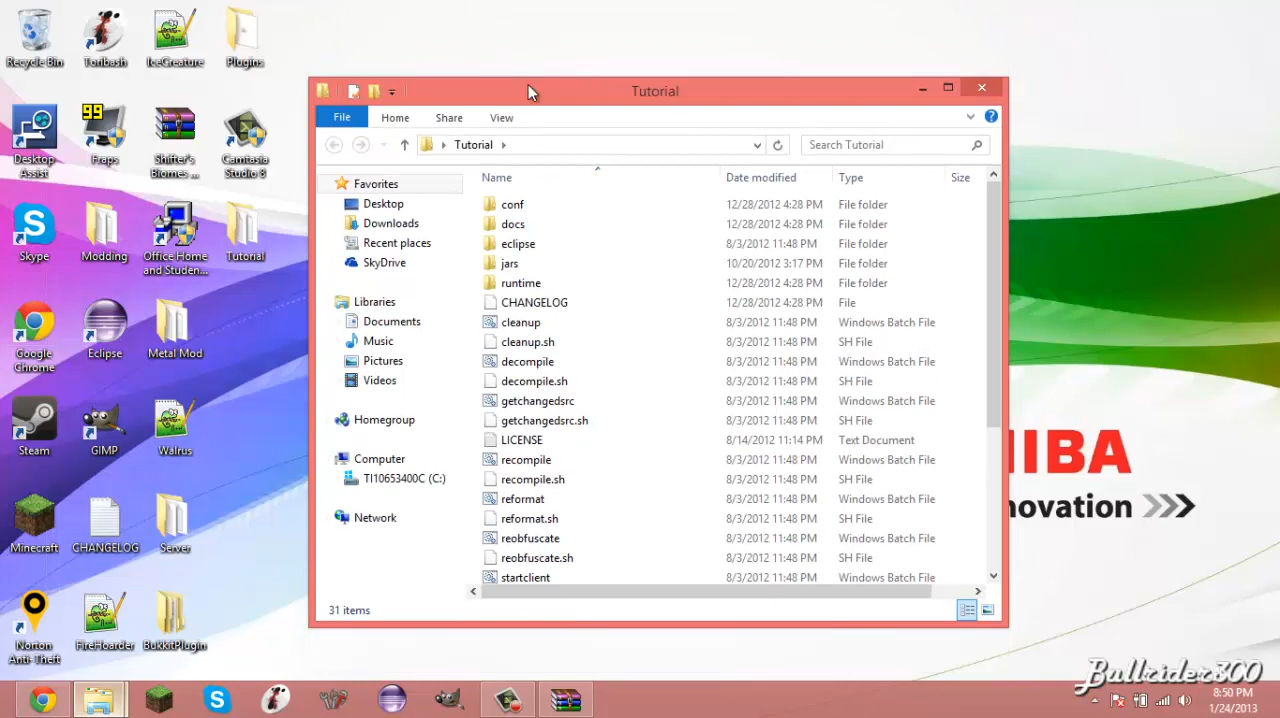 Recycle Bin
Toribash
IceCreature
Plugins
Desktop Assist
99
Fraps
Shifter's Biomes ...
Camtasia Studio 8
Skype
Modding
Office Home and Studen...
Tutorial
Google Chrome
Eclipse
Metal Mod
Steam
GIMP
Walrus
Minecraft
CHANGELOG
Server
Norton Anti-Theft
FireHoarder
BukkitPlugin
Tutorial
File Home Share View
Tutorial
Search Tutorial
Favorites
Desktop
Downloads
Recent places
SkyDrive
Libraries
Documents
Music
Pictures
Videos
Homegroup
Computer
TI10653400C (C:)
Network
Name Date modified Type Size
conf 12/28/2012 4:28 PM File folder
docs 12/28/2012 4:28 PM File folder
eclipse 8/3/2012 11:48 PM File folder
jars 10/20/2012 3:17 PM File folder
runtime 12/28/2012 4:28 PM File folder
CHANGELOG 12/28/2012 4:28 PM File
cleanup 8/3/2012 11:48 PM Windows Batch File
cleanup.sh 8/3/2012 11:48 PM SH File
decompile 8/3/2012 11:48 PM Windows Batch File
decompile.sh 8/3/2012 11:48 PM SH File
getchangedsrc 8/3/2012 11:48 PM Windows Batch File
getchangedsrc.sh 8/3/2012 11:48 PM SH File
LICENSE 8/14/2012 11:14 PM Text Document
recompile 8/3/2012 11:48 PM Windows Batch File
recompile.sh 8/3/2012 11:48 PM SH File
reformat 8/3/2012 11:48 PM Windows Batch File
reformat.sh 8/3/2012 11:48 PM SH File
reobfuscate 8/3/2012 11:48 PM Windows Batch File
reobfuscate.sh 8/3/2012 11:48 PM SH File
startclient 8/3/2012 11:48 PM Windows Batch File
31 items
HIBA
novation
Bullrider300
8:50 PM
1/24/2013